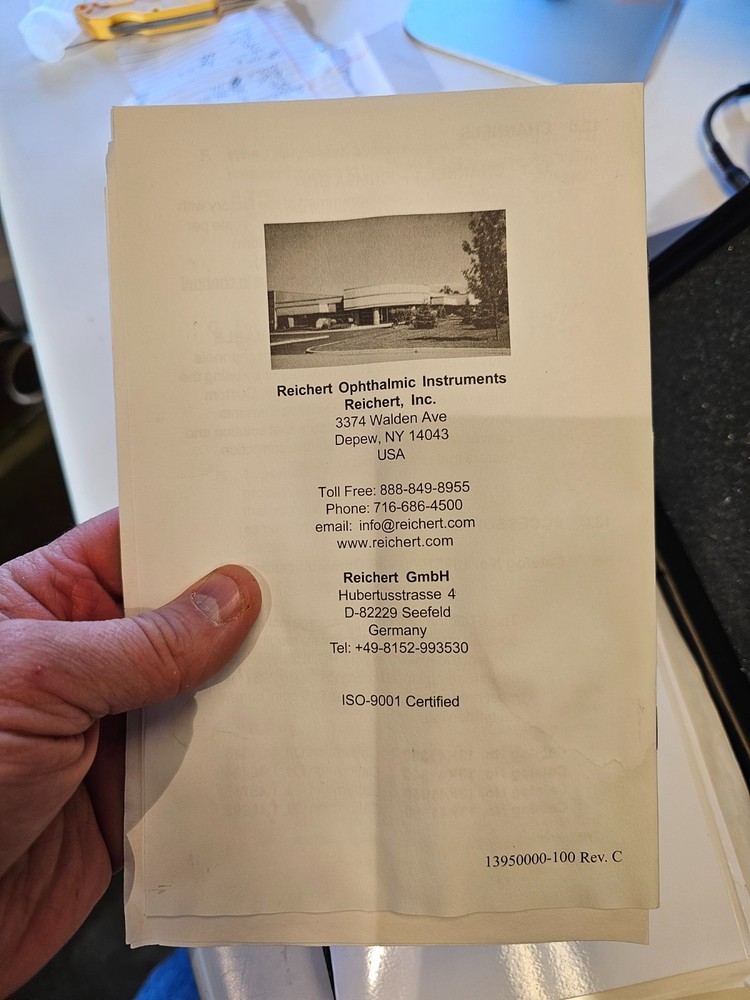 Reichert Ophthalmic Instruments
Reichert, Inc.
3374 Walden Ave
Depew, NY 14043
USA
Toll Free: 888-849-8955
Phone: 716-686-4500
email: info@reichert.com
www.reichert.com
Reichert GmbH
Hubertusstrasse 4
D-82229 Seefeld
Germany
Tel: +49-8152-993530
ISO-9001 Certified
13950000-100 Rev. C